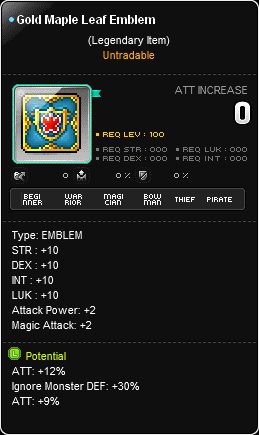 Gold Maple Leaf Emblem
(Legendary Item)
Untradable
ATT INCREASE
0
• REQ LEV : 100
• REQ STR : 000 • REQ LUK : 000
• REQ DEX : 000 • REQ INT : 000
0 0 % 0 %
BEGINNER WARRIOR MAGICIAN BOWMAN THIEF PIRATE
Type: EMBLEM
STR : +10
DEX : +10
INT : +10
LUK : +10
Attack Power: +2
Magic Attack: +2
L Potential
ATT: +12%
Ignore Monster DEF: +30%
ATT: +9%